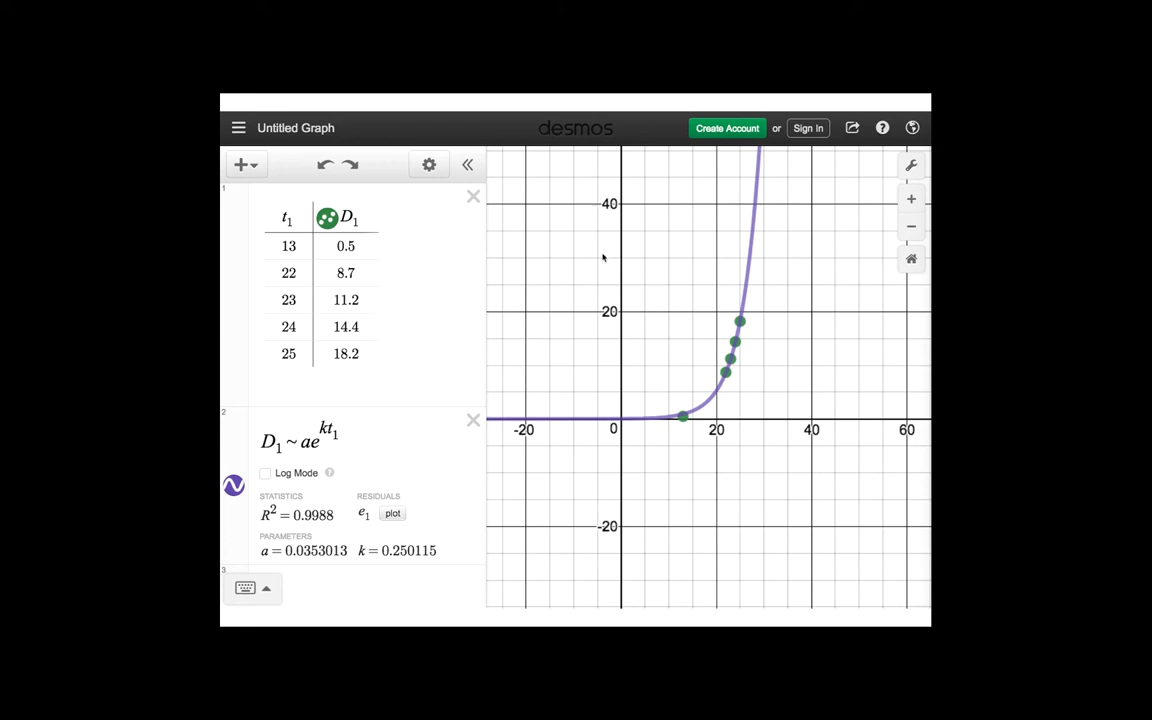 Untitled Graph desmos Create Account or Sign In
1
t1 D1
13 0.5
22 8.7
23 11.2
24 14.4
25 18.2
2
D1 ~ ae^kt1
Log Mode ?
STATISTICS RESIDUALS
R² = 0.9988 e1 plot
PARAMETERS
a = 0.0353013 k = 0.250115
3
40
20
-20 0 20 40 60
-20